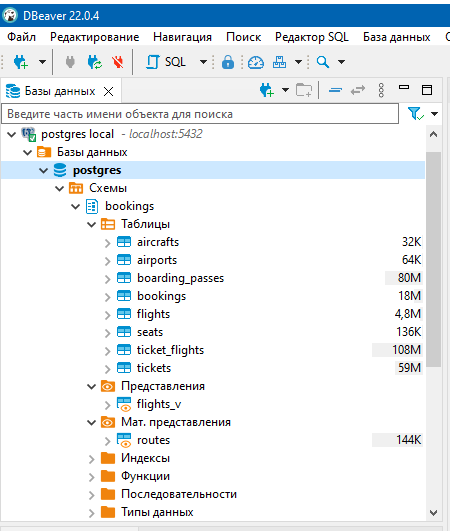 DBeaver 22.0.4
Файл Редактирование Навигация Поиск Редактор SQL База данных
SQL
Базы данных
Введите часть имени объекта для поиска
postgres local - localhost:5432
Базы данных
postgres
Схемы
bookings
Таблицы
aircrafts 32K
airports 64K
boarding_passes 80M
bookings 18M
flights 4,8M
seats 136K
ticket_flights 108M
tickets 59M
Представления
flights_v
Мат. представления
routes 144K
Индексы
Функции
Последовательности
Типы данных